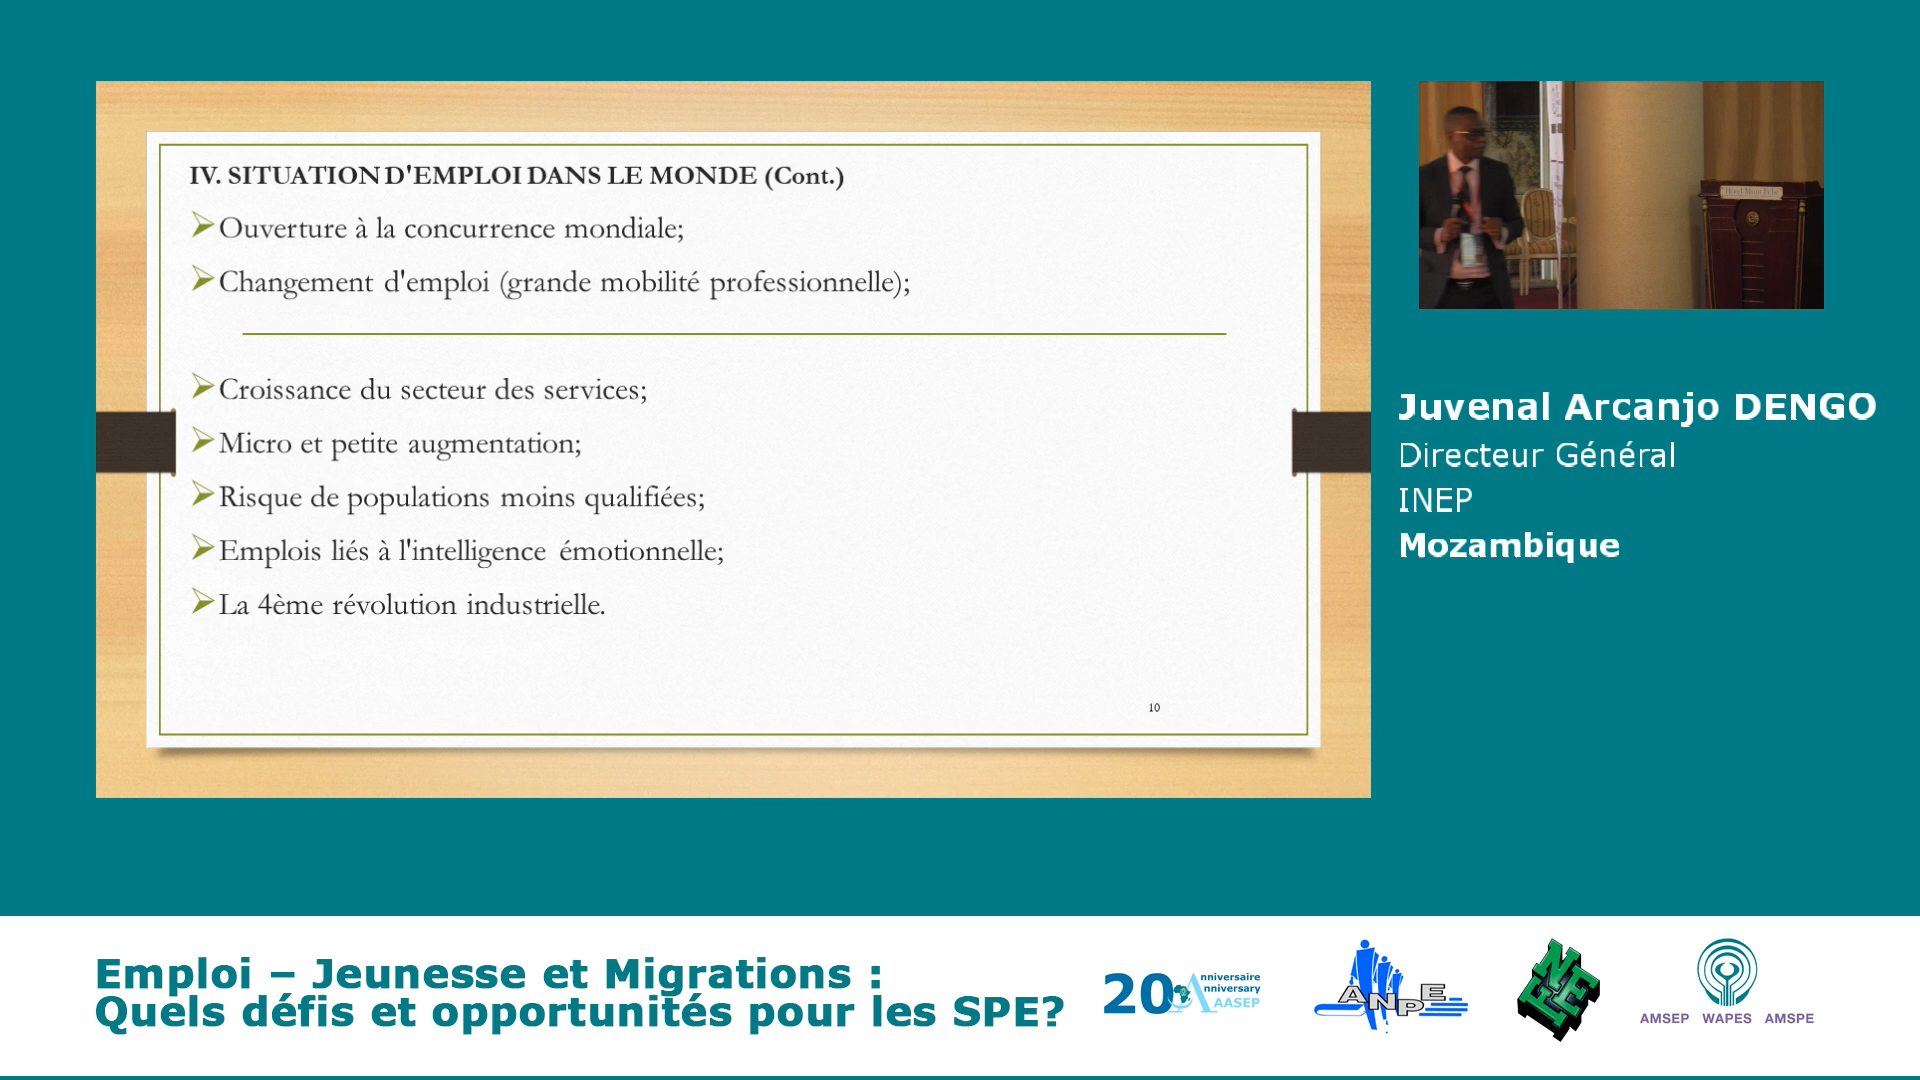 IV. SITUATION D'EMPLOI DANS LE MONDE (Cont.)
Ouverture à la concurrence mondiale;
Changement d'emploi (grande mobilité professionnelle);
Croissance du secteur des services;
Micro et petite augmentation;
Risque de populations moins qualifiées;
Emplois liés à l'intelligence émotionnelle;
La 4ème révolution industrielle.
10
Juvenal Arcanjo DENGO
Directeur Général
INEP
Mozambique
Emploi – Jeunesse et Migrations :
Quels défis et opportunités pour les SPE?
20 Anniversaire
nniversary
AASEP
ANPE
AMSEP WAPES AMSPE